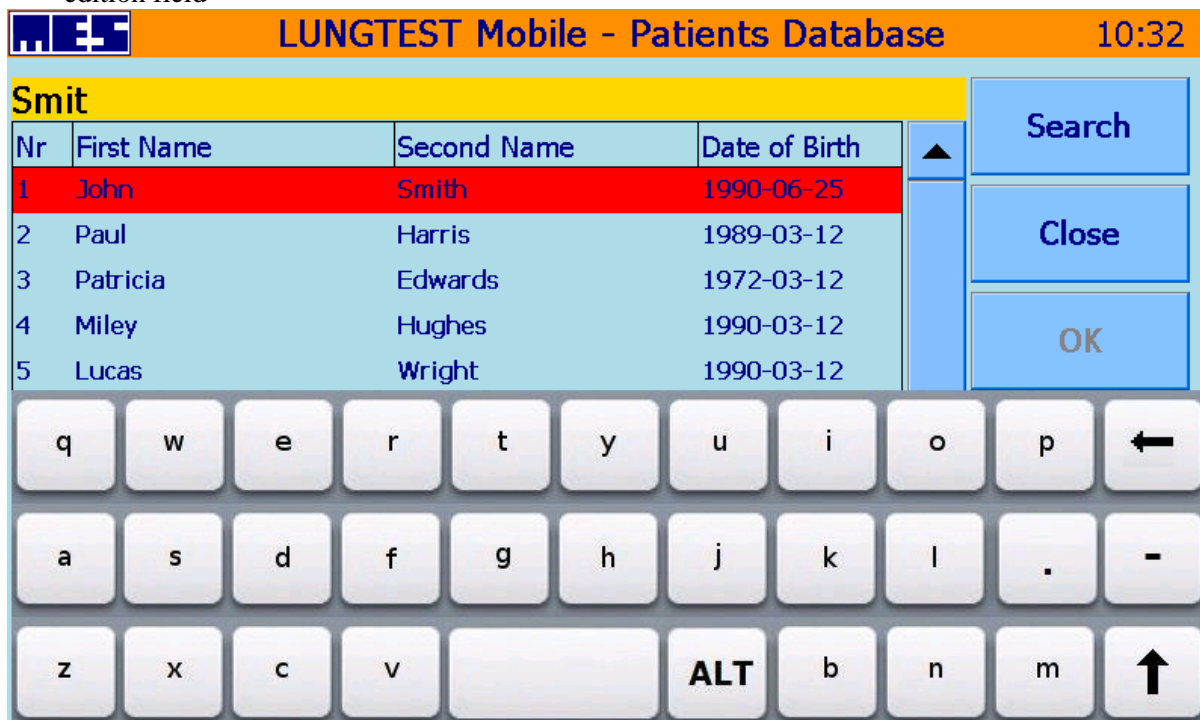 edition field
MES LUNGTEST Mobile - Patients Database 10:32
Smit
Search
Nr First Name Second Name Date of Birth
1 John Smith 1990-06-25
2 Paul Harris 1989-03-12
Close
3 Patricia Edwards 1972-03-12
4 Miley Hughes 1990-03-12
OK
5 Lucas Wright 1990-03-12
q w e r t y u i o p
a s d f g h j k l . -
z x c v ALT b n m